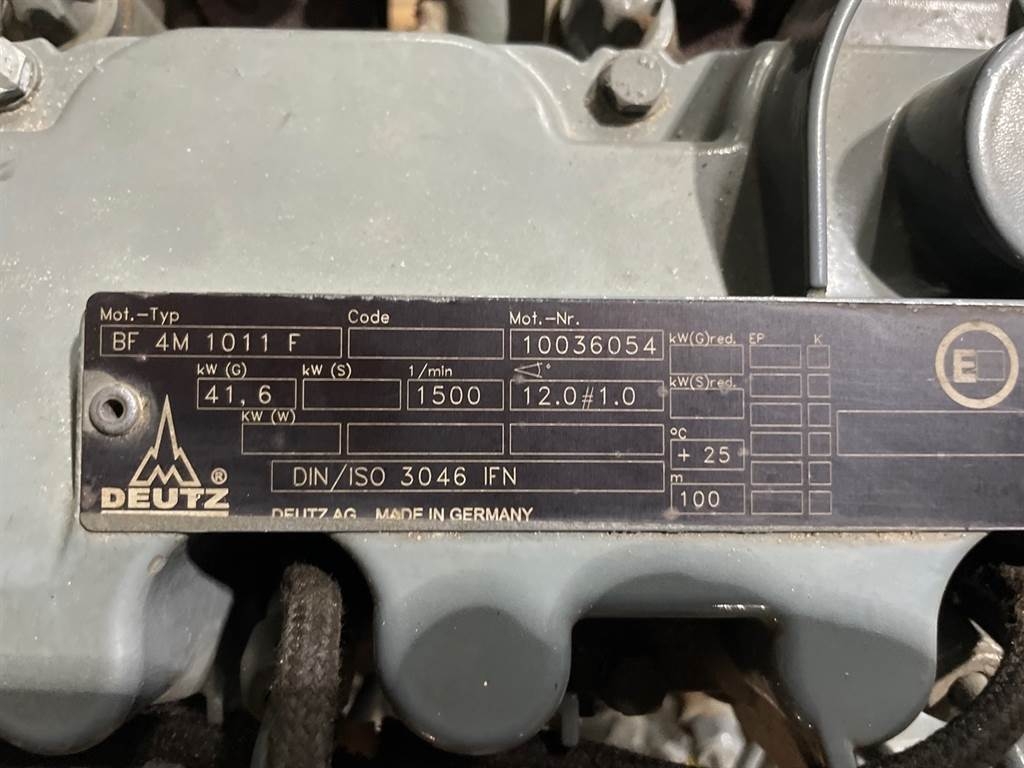 Mot.-Typ Code Mot.-Nr.
BF 4M 1011 F 10036054 kW(G)red. EP K
kW (G) kW (S) 1/min ∢°
41,6 1500 12.0#1.0 kW(S)red.
KW (W)
°C
+ 25
DIN/ISO 3046 IFN m
100
DEUTZ ®
DEUTZ AG MADE IN GERMANY
E